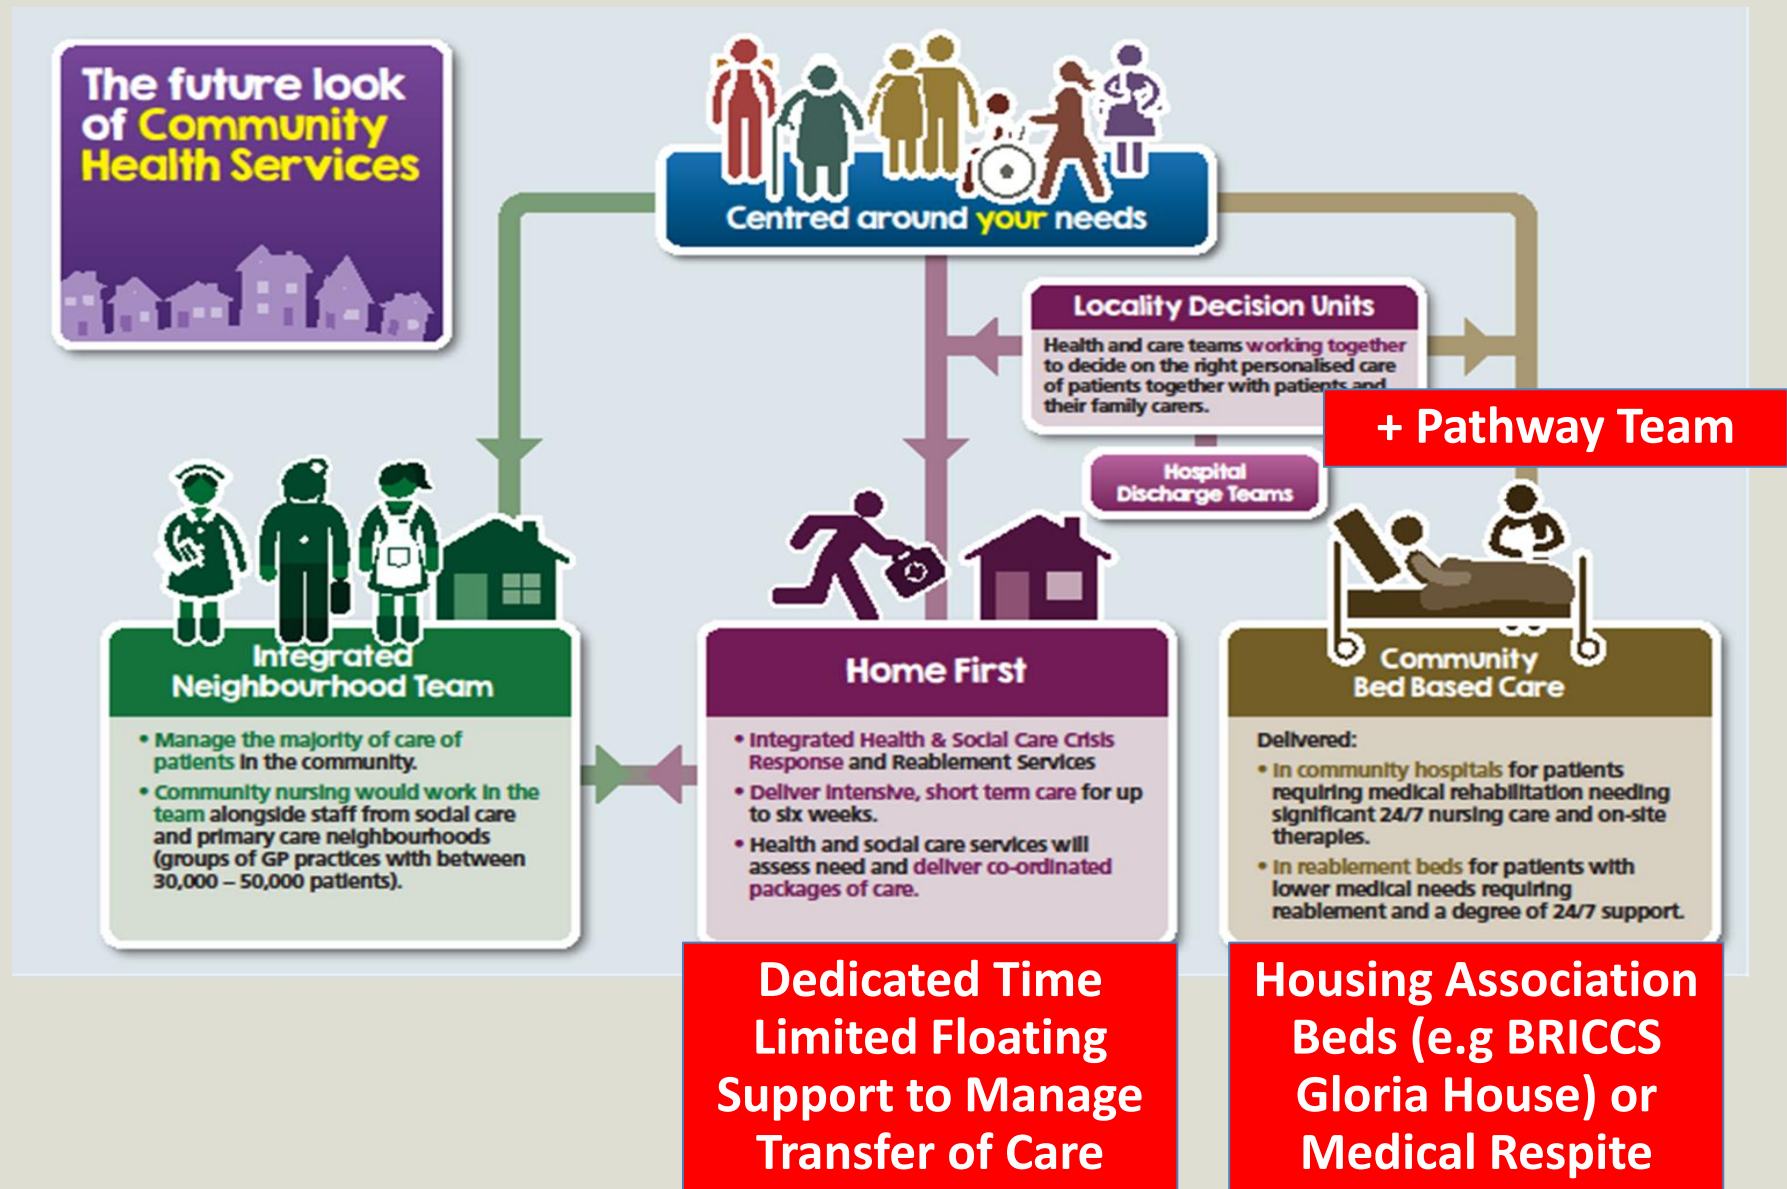 The future look
of Community
Health Services
Centred around your needs
Locality Decision Units
Health and care teams working together
to decide on the right personalised care
of patients together with patients and
their family carers.
+ Pathway Team
Hospital
Discharge Teams
Integrated
Neighbourhood Team
• Manage the majority of care of
patients in the community.
• Community nursing would work in the
team alongside staff from social care
and primary care neighbourhoods
(groups of GP practices with between
30,000 – 50,000 patients).
Home First
• Integrated Health & Social Care Crisis
Response and Reablement Services
• Deliver intensive, short term care for up
to six weeks.
• Health and social care services will
assess need and deliver co-ordinated
packages of care.
Community
Bed Based Care
Delivered:
• In community hospitals for patients
requiring medical rehabilitation needing
significant 24/7 nursing care and on-site
therapies.
• In reablement beds for patients with
lower medical needs requiring
reablement and a degree of 24/7 support.
Dedicated Time
Limited Floating
Support to Manage
Transfer of Care
Housing Association
Beds (e.g BRICCS
Gloria House) or
Medical Respite